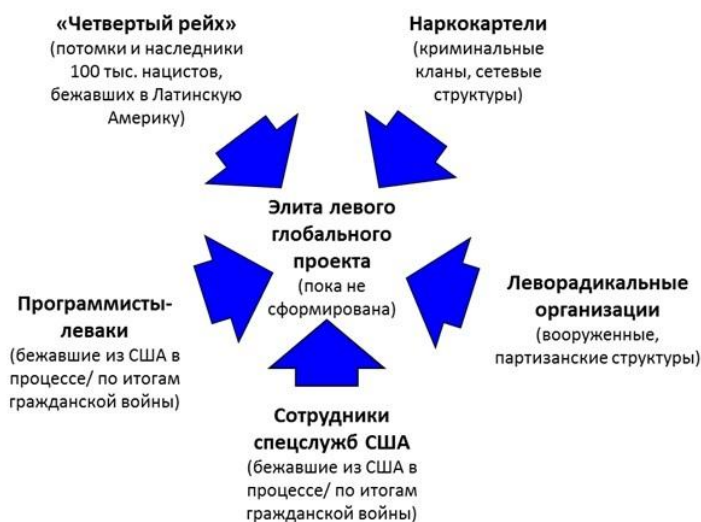 «Четвертый рейх»
(потомки и наследники
100 тыс. нацистов,
бежавших в Латинскую
Америку)
Наркокартели
(криминальные
кланы, сетевые
структуры)
Элита левого
глобального
проекта
(пока не
сформирована)
Программисты-
леваки
(бежавшие из США в
процессе/ по итогам
гражданской войны)
Леворадикальные
организации
(вооруженные,
партизанские структуры)
Сотрудники
спецслужб США
(бежавшие из США в
процессе/ по итогам
гражданской войны)